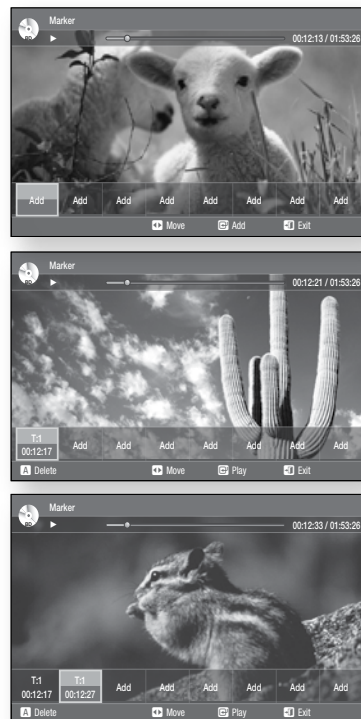 Marker
BD
00:12:13 / 01:53:26
Add Add Add Add Add Add Add Add
Move Add Exit
Marker
BD
00:12:21 / 01:53:26
T:1
00:12:17 Add Add Add Add Add Add Add
A Delete Move Play Exit
Marker
BD
00:12:33 / 01:53:26
T:1 T:1
00:12:17 00:12:27 Add Add Add Add Add Add
A Delete Move Play Exit